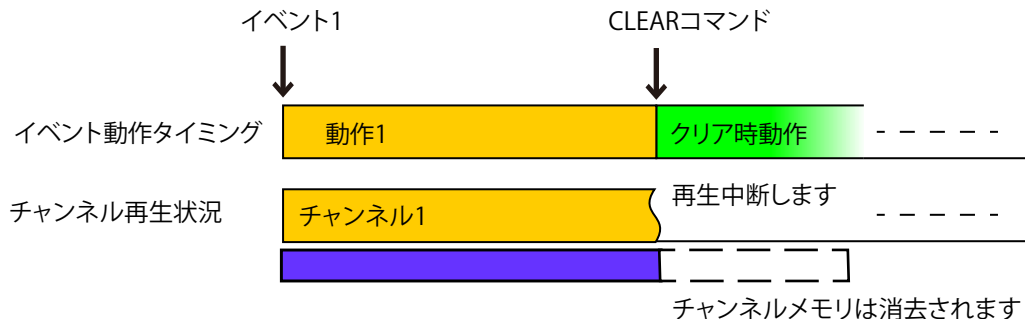 イベント1
CLEARコマンド
イベント動作タイミング
動作1
クリア時動作
チャンネル再生状況
チャンネル1
再生中断します
チャンネルメモリは消去されます